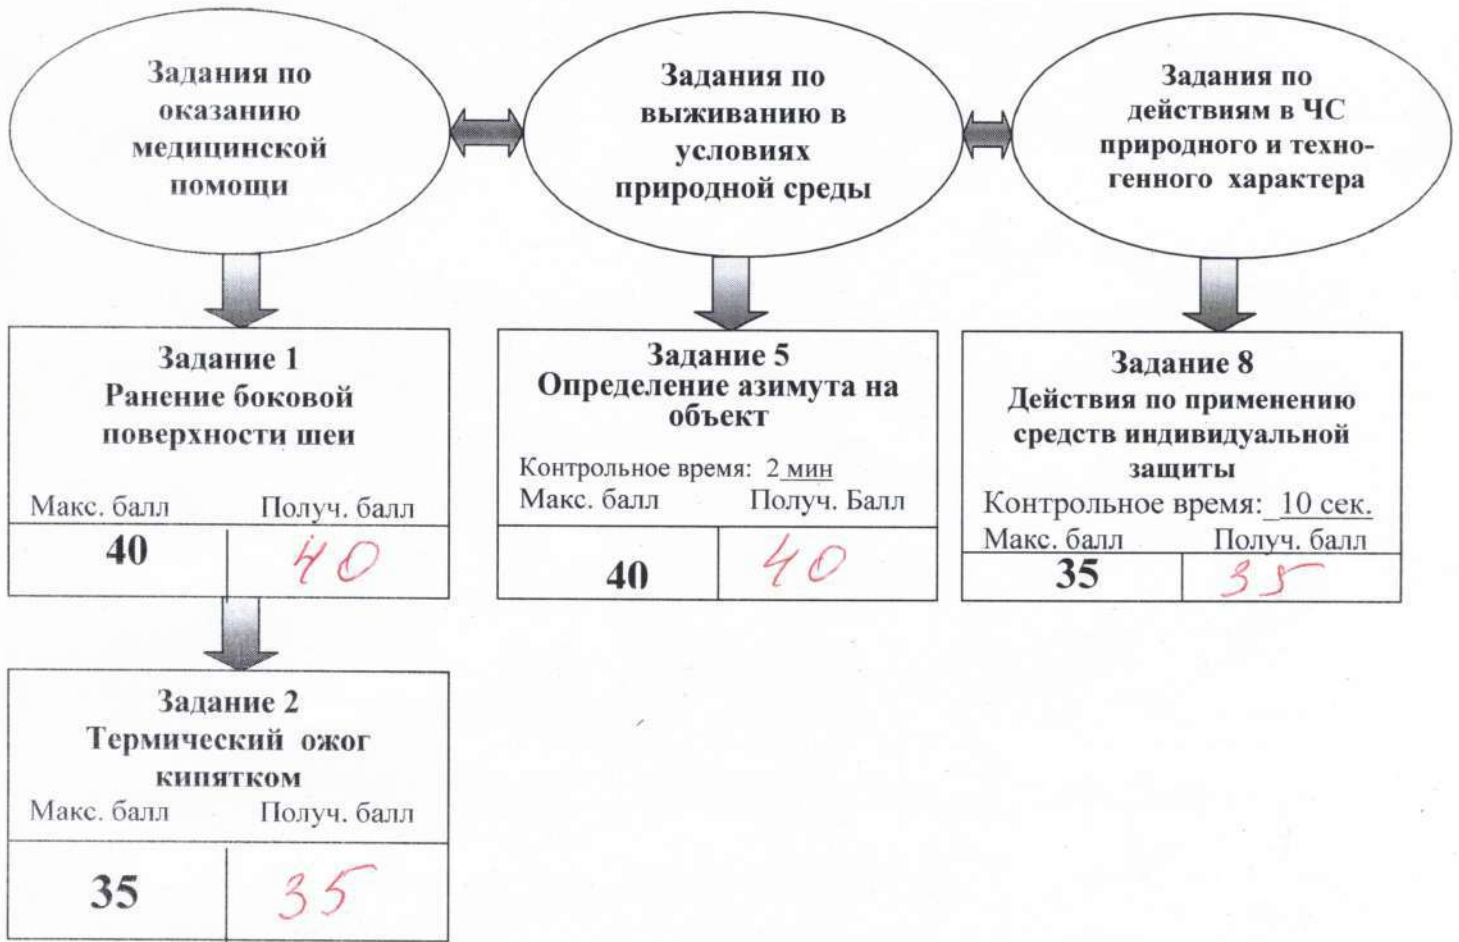 Задания по
оказанию
медицинской
помощи
Задания по
выживанию в
условиях
природной среды
Задания по
действиям в ЧС
природного и техно-
генного характера
Задание 1
Ранение боковой
поверхности шеи
Макс. балл Получ. балл
40 40
Задание 5
Определение азимута на
объект
Контрольное время: 2 мин
Макс. балл Получ. Балл
40 40
Задание 8
Действия по применению
средств индивидуальной
защиты
Контрольное время: 10 сек.
Макс. балл Получ. балл
35 35
Задание 2
Термический ожог
кипятком
Макс. балл Получ. балл
35 35